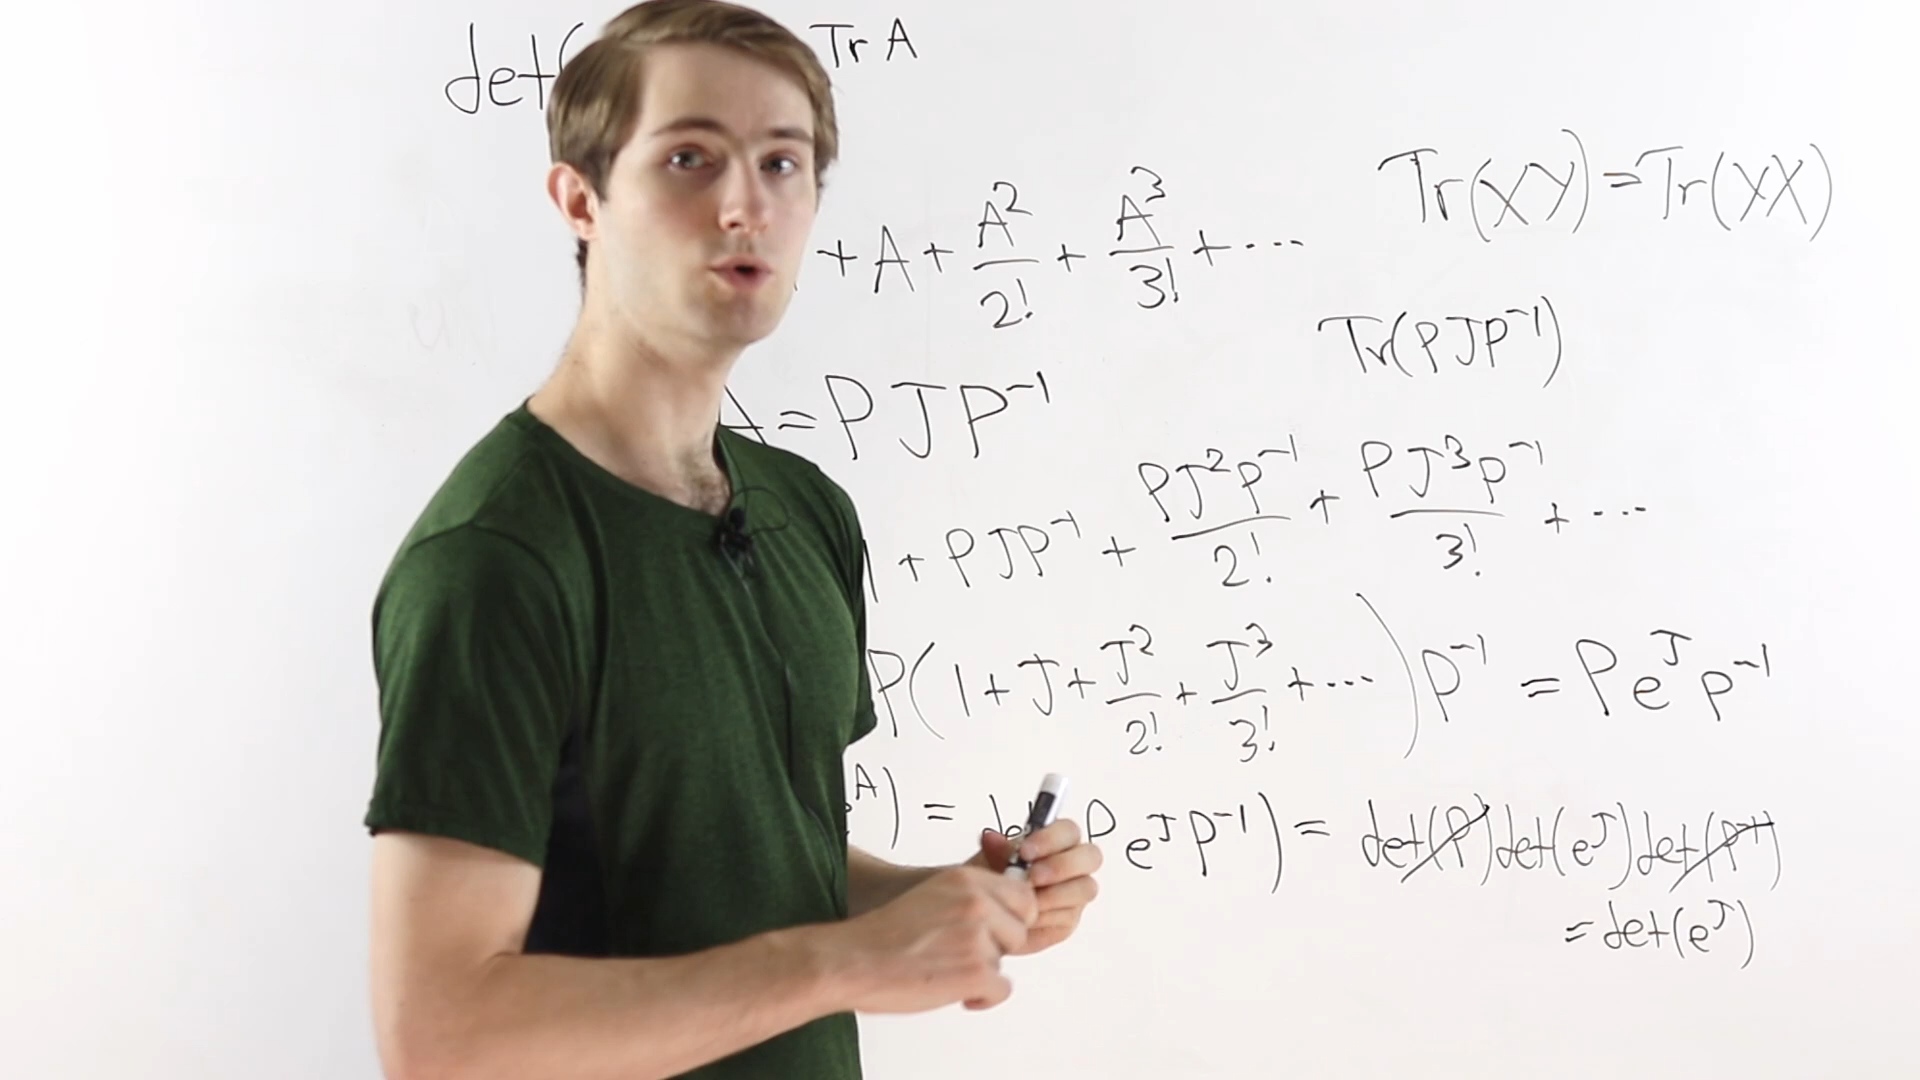 det( Tr A
+ A + A²/2! + A³/3! + ...
Tr(XY) = Tr(YX)
Tr(PJP⁻¹)
A = PJP⁻¹
1 + PJP⁻¹ + PJ²P⁻¹/2! + PJ³P⁻¹/3! + ...
P(1 + J + J²/2! + J³/3! + ...)P⁻¹ = Pe^J P⁻¹
^A) = det Pe^J P⁻¹) = det(P)det(e^J)det(P⁻¹)
= det(e^J)